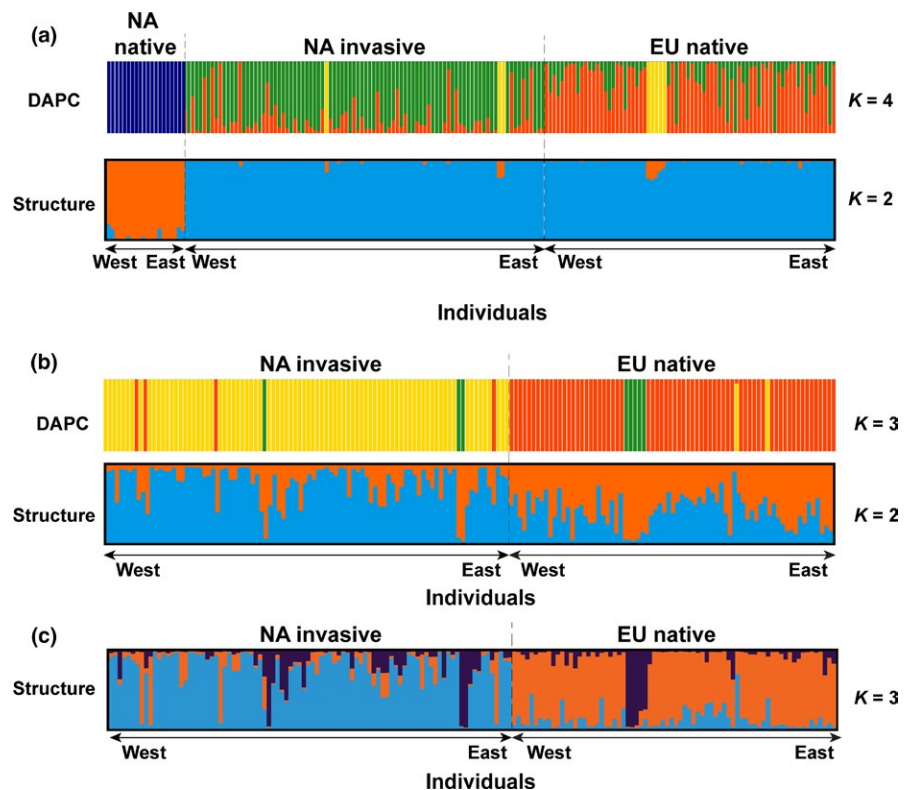 (a)
NA native
NA invasive
EU native
DAPC
K = 4
Structure
K = 2
West East West East West East
Individuals
(b)
NA invasive
EU native
DAPC
K = 3
Structure
K = 2
West East West East
Individuals
(c)
NA invasive
EU native
Structure
K = 3
West East West East
Individuals